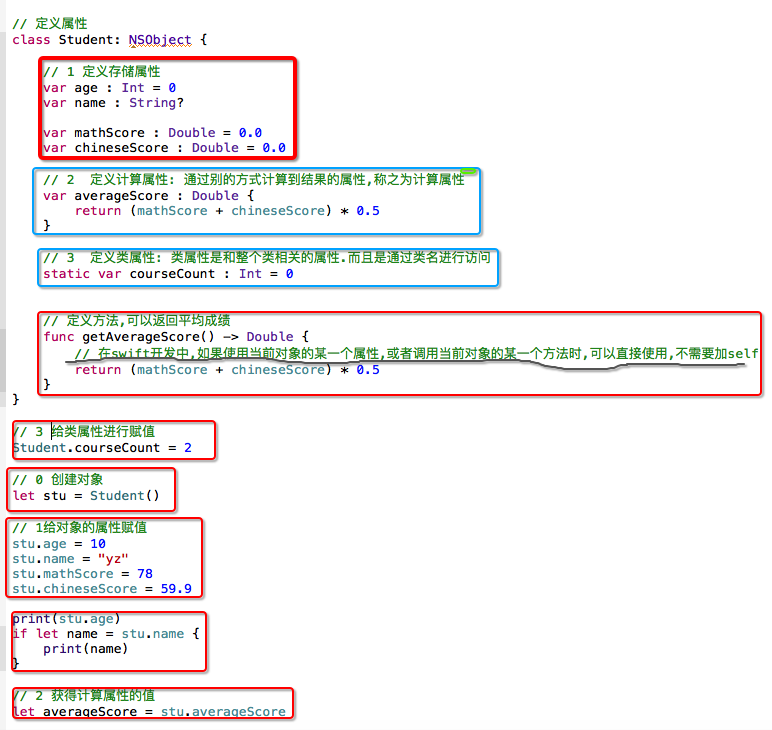 // 定义属性
class Student: NSObject {
// 1 定义存储属性
var age : Int = 0
var name : String?
var mathScore : Double = 0.0
var chineseScore : Double = 0.0
// 2  定义计算属性: 通过别的方式计算到结果的属性,称之为计算属性
var averageScore : Double {
return (mathScore + chineseScore) * 0.5
}
// 3  定义类属性: 类属性是和整个类相关的属性.而且是通过类名进行访问
static var courseCount : Int = 0
// 定义方法,可以返回平均成绩
func getAverageScore() -> Double {
// 在swift开发中,如果使用当前对象的某一个属性,或者调用当前对象的某一个方法时,可以直接使用,不需要加self
return (mathScore + chineseScore) * 0.5
}
}
// 3 给类属性进行赋值
Student.courseCount = 2
// 0 创建对象
let stu = Student()
// 1给对象的属性赋值
stu.age = 10
stu.name = "yz"
stu.mathScore = 78
stu.chineseScore = 59.9
print(stu.age)
if let name = stu.name {
print(name)
}
// 2 获得计算属性的值
let averageScore = stu.averageScore